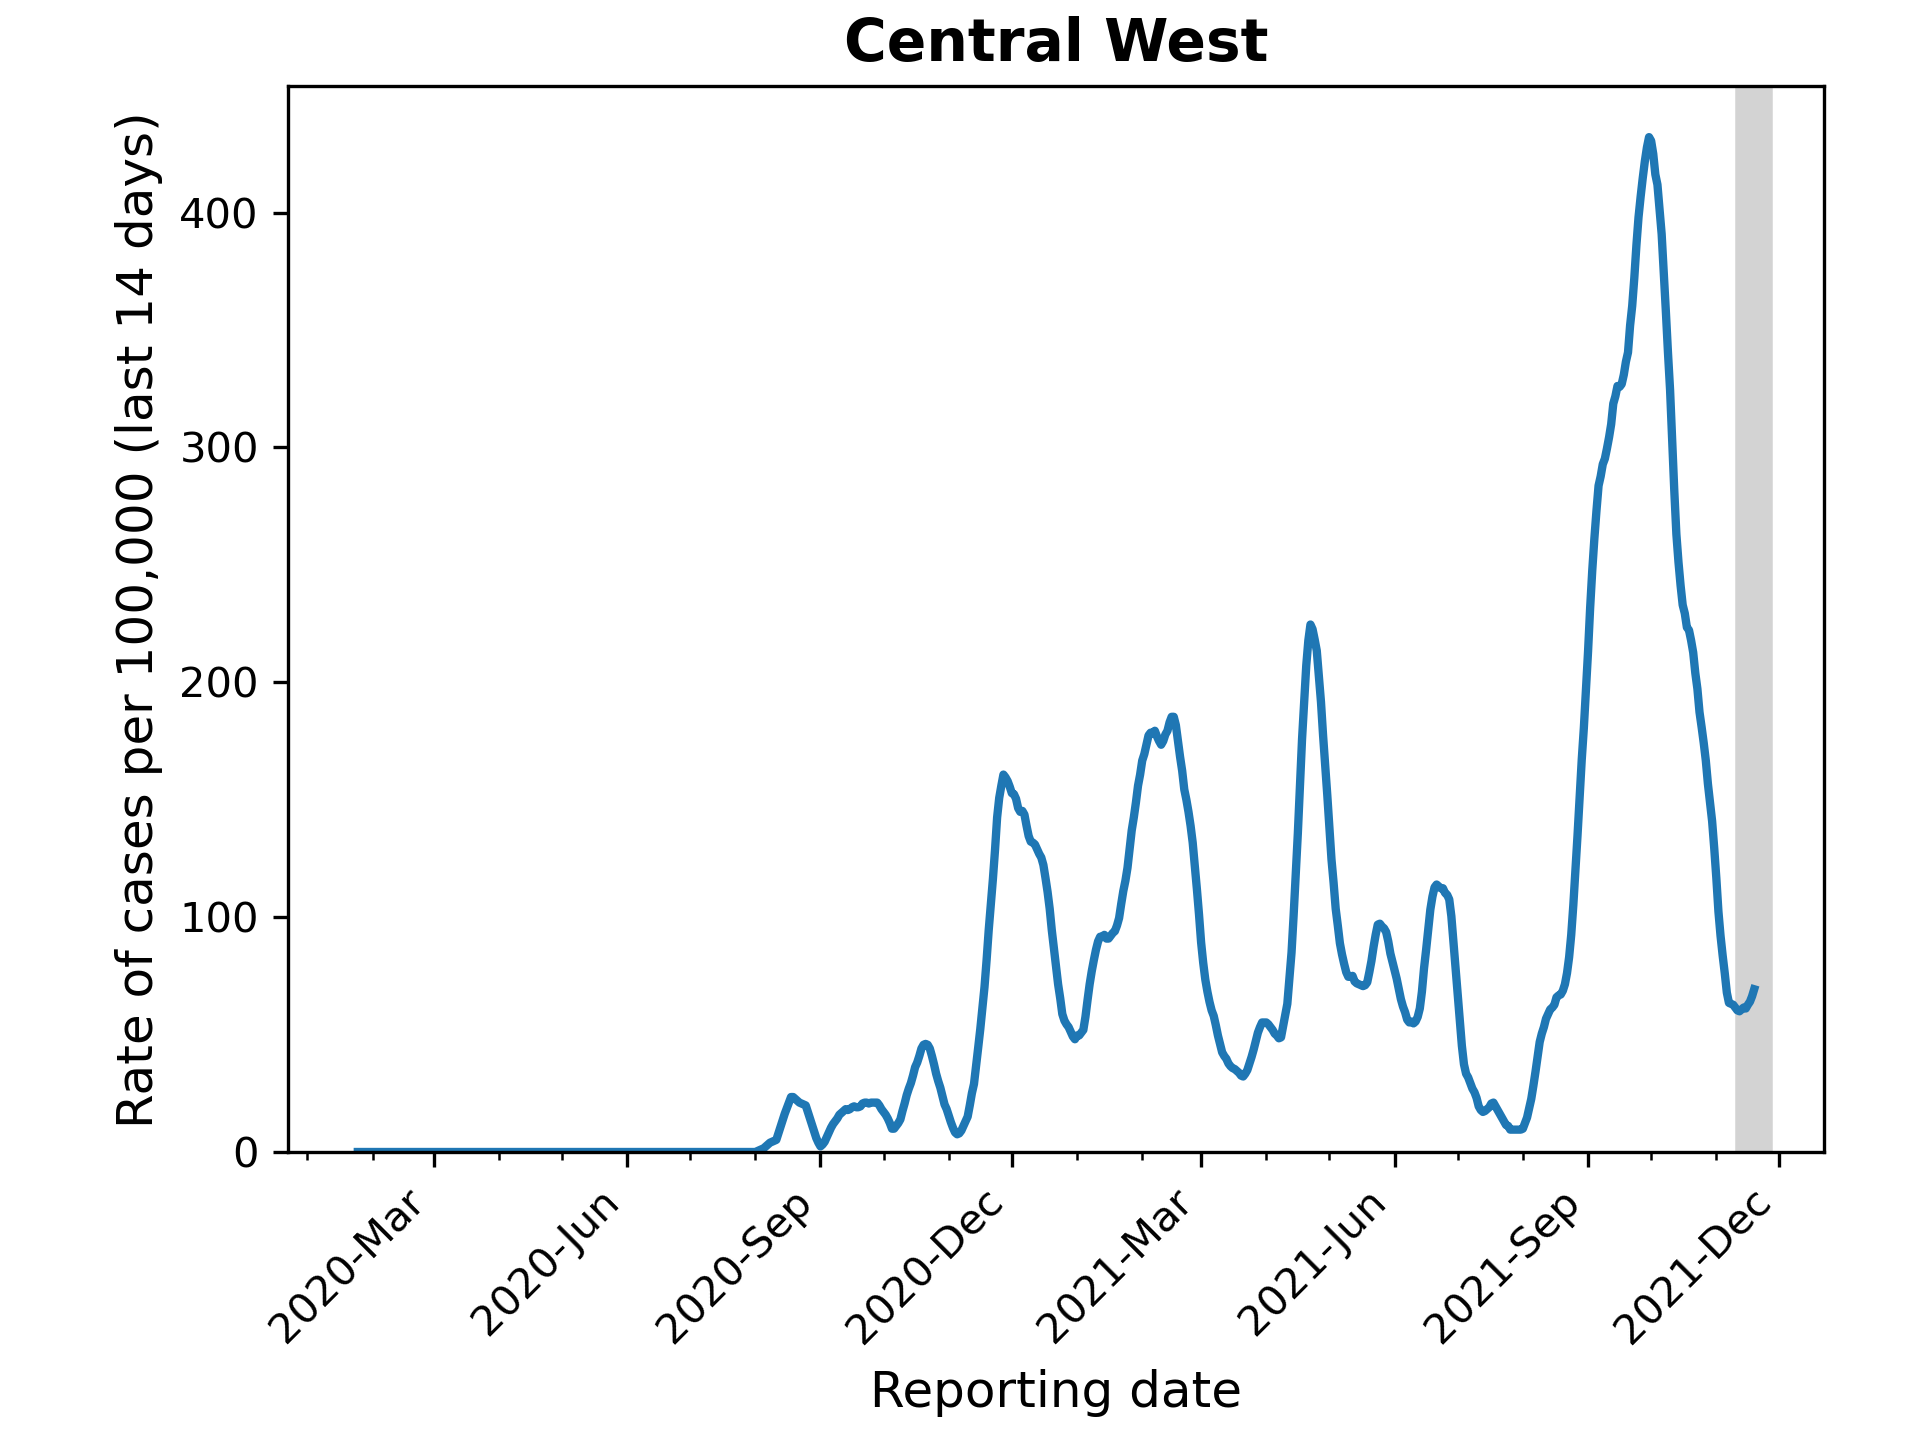 Central West
Rate of cases per 100,000 (last 14 days)
400
300
200
100
0
2020-Mar
2020-Jun
2020-Sep
2020-Dec
2021-Mar
2021-Jun
2021-Sep
2021-Dec
Reporting date